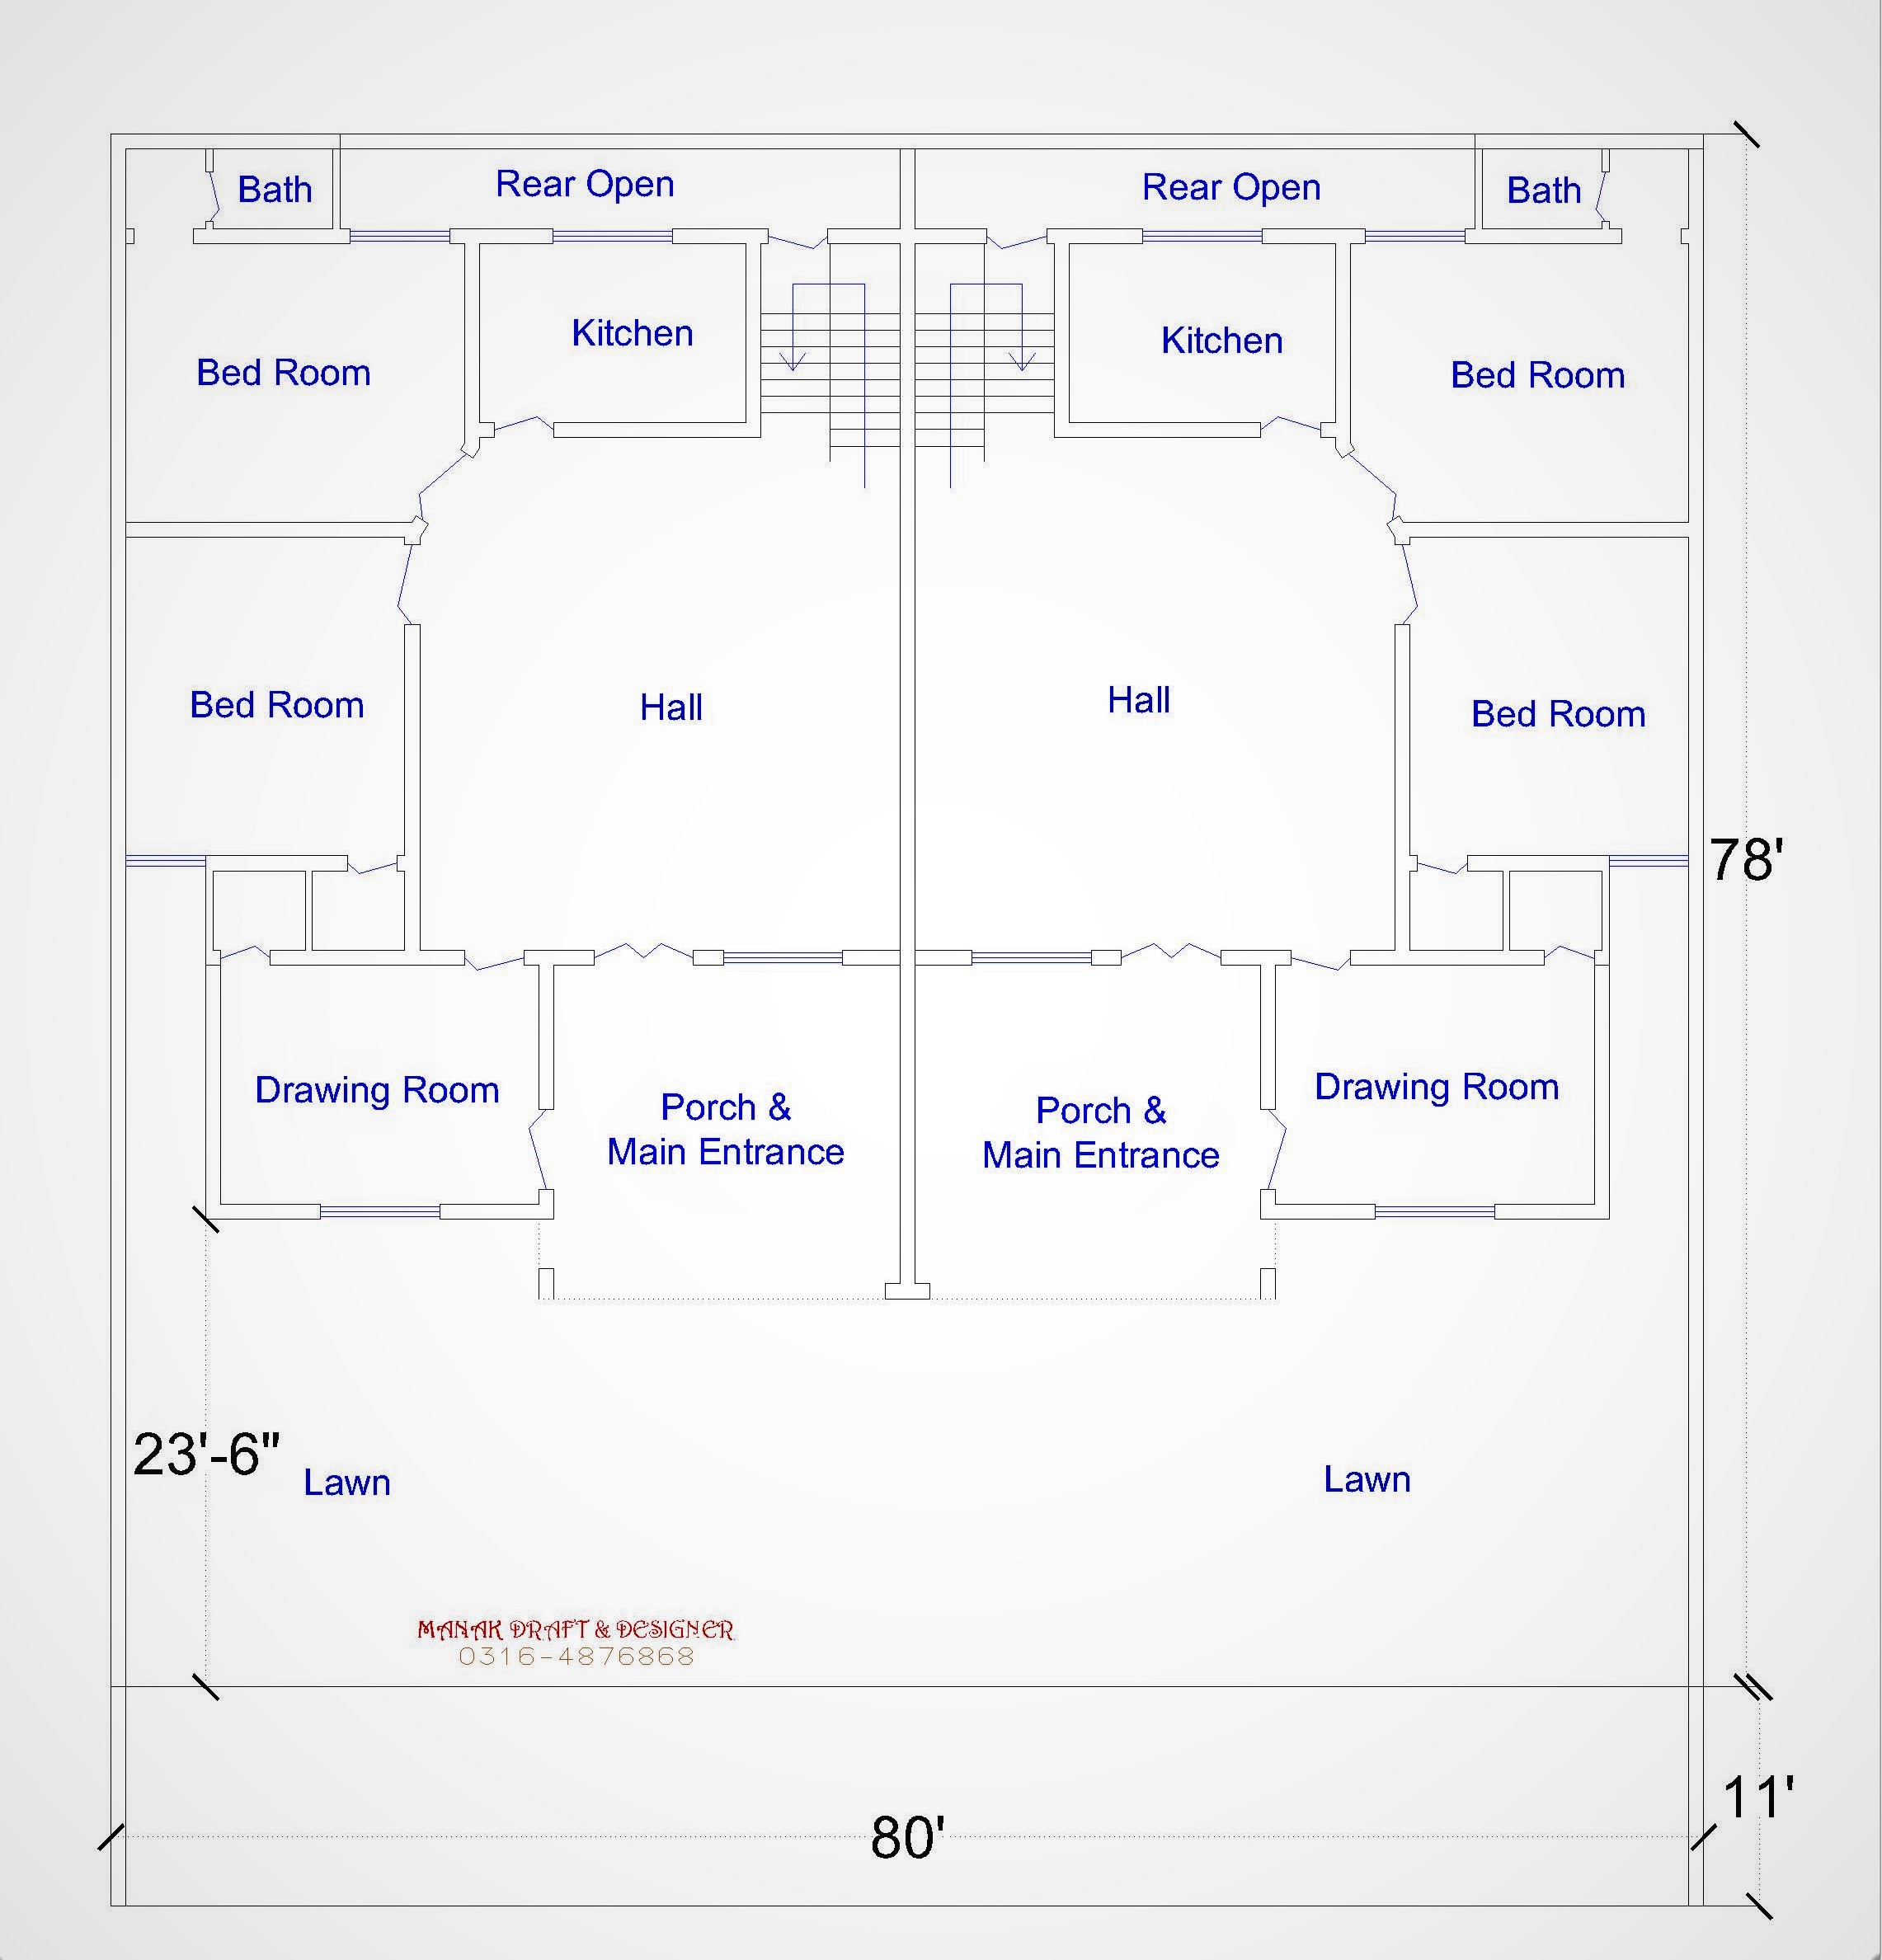 Bath
Rear Open
Rear Open
Bath
Kitchen
Kitchen
Bed Room
Bed Room
Bed Room
Hall
Hall
Bed Room
78'
Drawing Room
Porch &
Main Entrance
Porch &
Main Entrance
Drawing Room
23'-6"
Lawn
Lawn
MANAK DRAFT & DESIGNER
0316-4876868
11'
80'